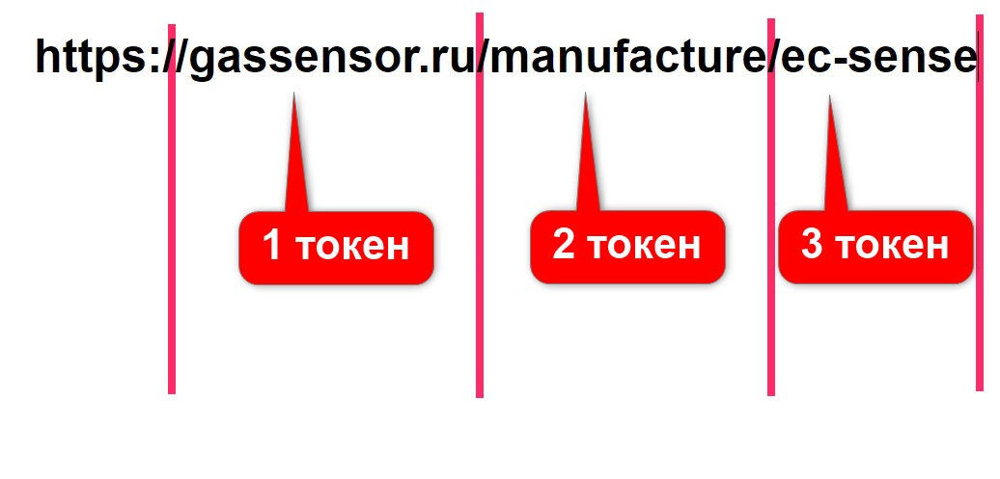 https://gassensor.ru/manufacture/ec-sense
1 токен
2 токен
3 токен